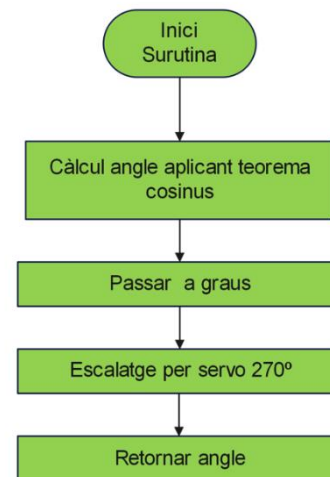 Inici
Surutina
Càlcul angle aplicant teorema
cosinus
Passar a graus
Escalatge per servo 270º
Retornar angle